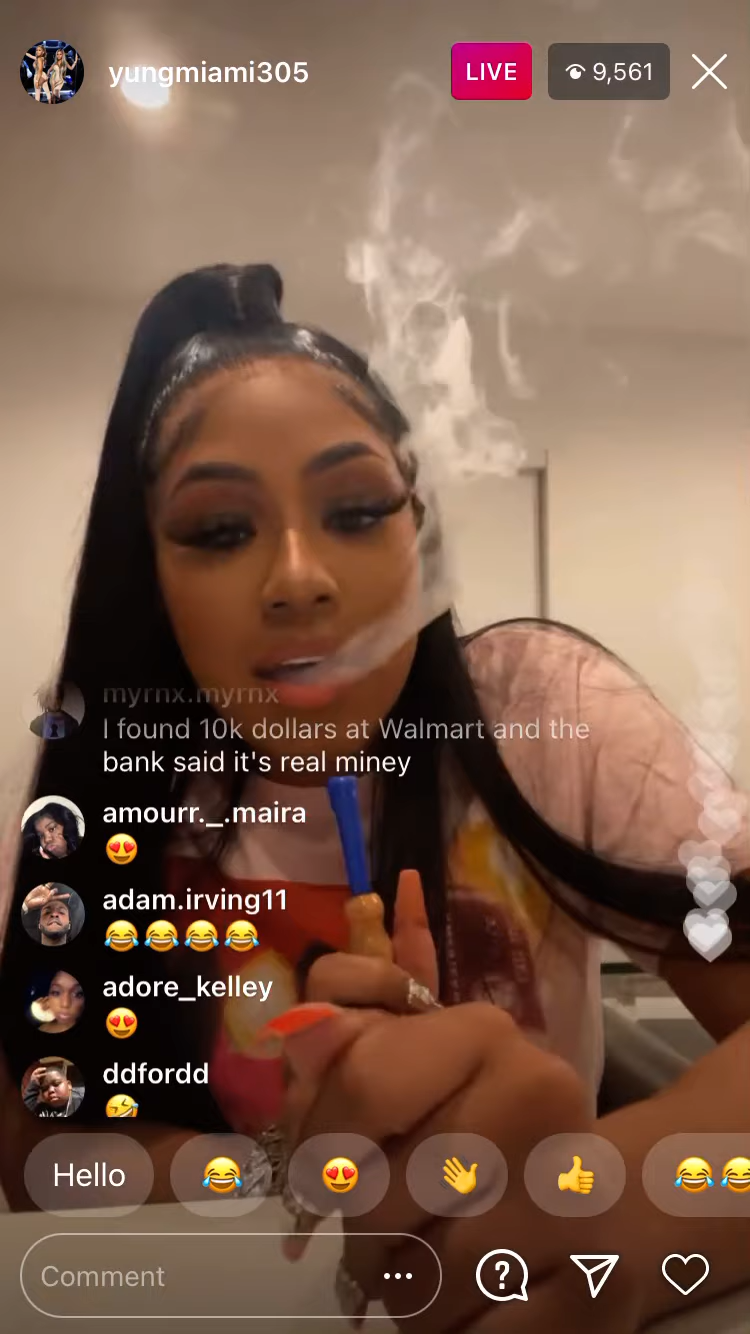 yungmiami305
LIVE
9,561
myrnx.myrnx
I found 10k dollars at Walmart and the
bank said it's real miney
amourr._.maira
😍
adam.irving11
😂😂😂😂
adore_kelley
😍
ddfordd
🤣
Hello 😂 😍 👋 👍 😂😂
Comment